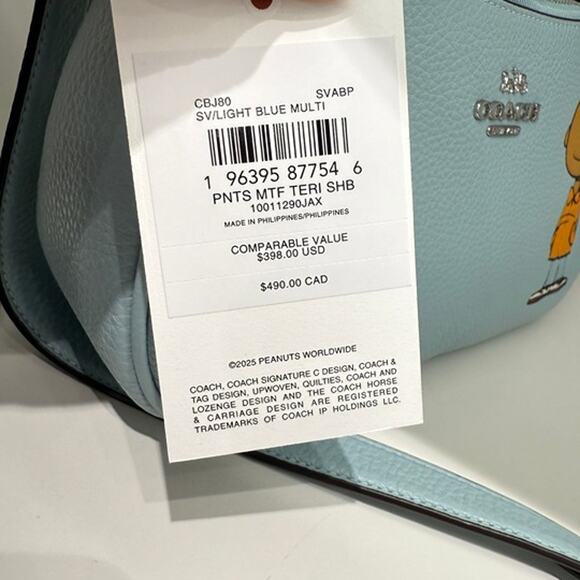 CBJ80 SVABP
SV/LIGHT BLUE MULTI
1 96395 87754 6
PNTS MTF TERI SHB
10011290JAX
MADE IN PHILIPPINES/PHILIPPINES
COMPARABLE VALUE
$398.00 USD
$490.00 CAD
©2025 PEANUTS WORLDWIDE
COACH, COACH SIGNATURE C DESIGN, COACH &
TAG DESIGN, UPWOVEN, QUILTIES, COACH AND
LOZENGE DESIGN AND THE COACH HORSE
& CARRIAGE DESIGN ARE REGISTERED
TRADEMARKS OF COACH IP HOLDINGS LLC.
COACH